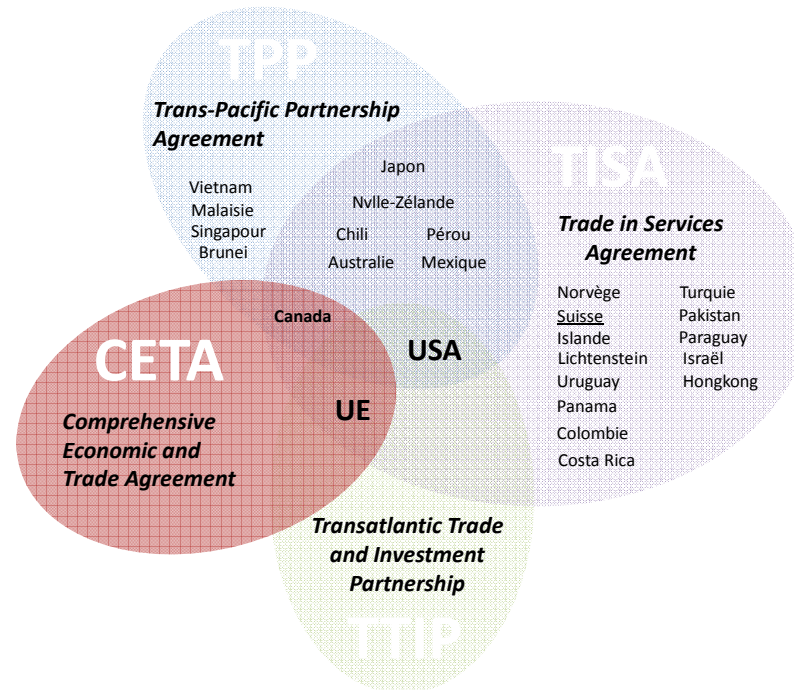 TPP
Trans-Pacific Partnership
Agreement
Vietnam
Malaisie
Singapour
Brunei
Japon
Nvlle-Zélande
Chili Pérou
Australie Mexique
TISA
Trade in Services
Agreement
Norvège Turquie
Suisse Pakistan
Islande Paraguay
Lichtenstein Israël
Uruguay Hongkong
Panama
Colombie
Costa Rica
Canada
USA
UE
CETA
Comprehensive
Economic and
Trade Agreement
Transatlantic Trade
and Investment
Partnership
TTIP